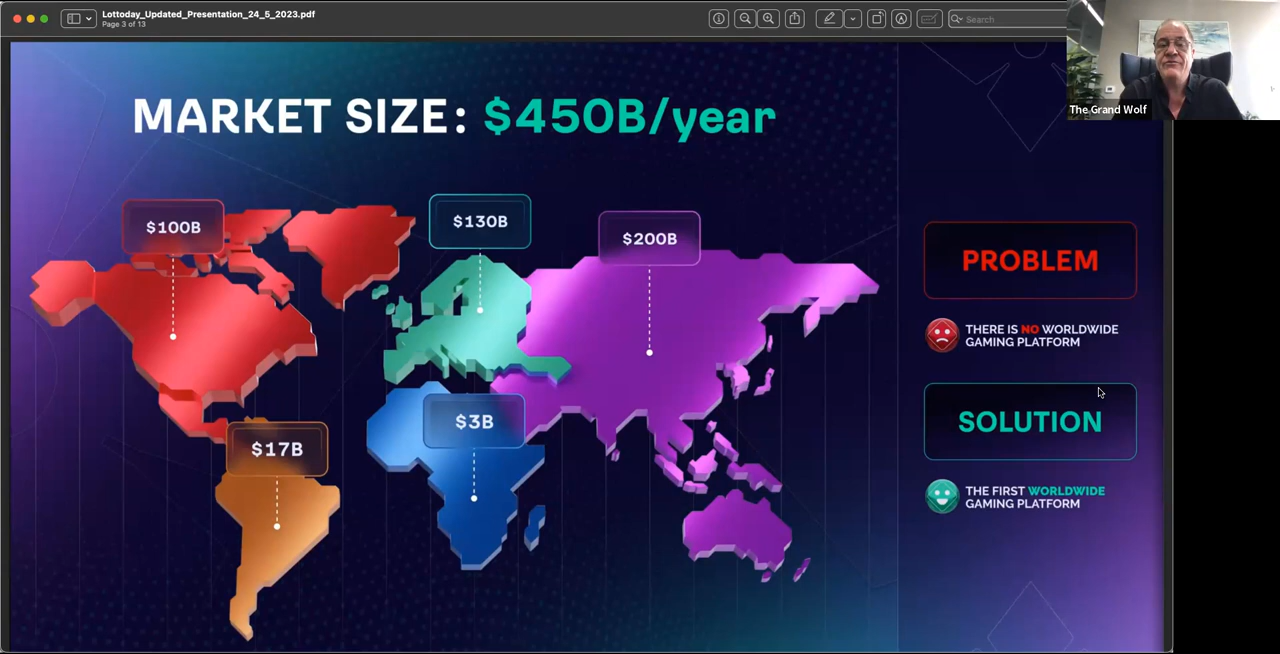 Lottoday_Updated_Presentation_24_5_2023.pdf
Page 3 of 13
Search
The Grand Wolf
MARKET SIZE: $450B/year
$100B
$130B
$200B
$17B
$3B
PROBLEM
THERE IS NO WORLDWIDE
GAMING PLATFORM
SOLUTION
THE FIRST WORLDWIDE
GAMING PLATFORM